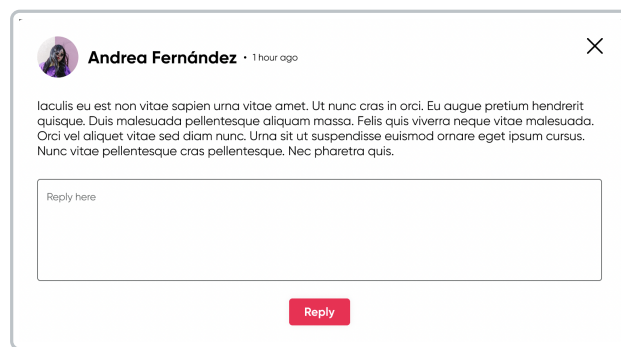 Andrea Fernández · 1 hour ago
Iaculis eu est non vitae sapien urna vitae amet. Ut nunc cras in orci. Eu augue pretium hendrerit
quisque. Duis malesuada pellentesque aliquam massa. Felis quis viverra neque vitae malesuada.
Orci vel aliquet vitae sed diam nunc. Urna sit ut suspendisse euismod ornare eget ipsum cursus.
Nunc vitae pellentesque cras pellentesque. Nec pharetra quis.
Reply here
Reply